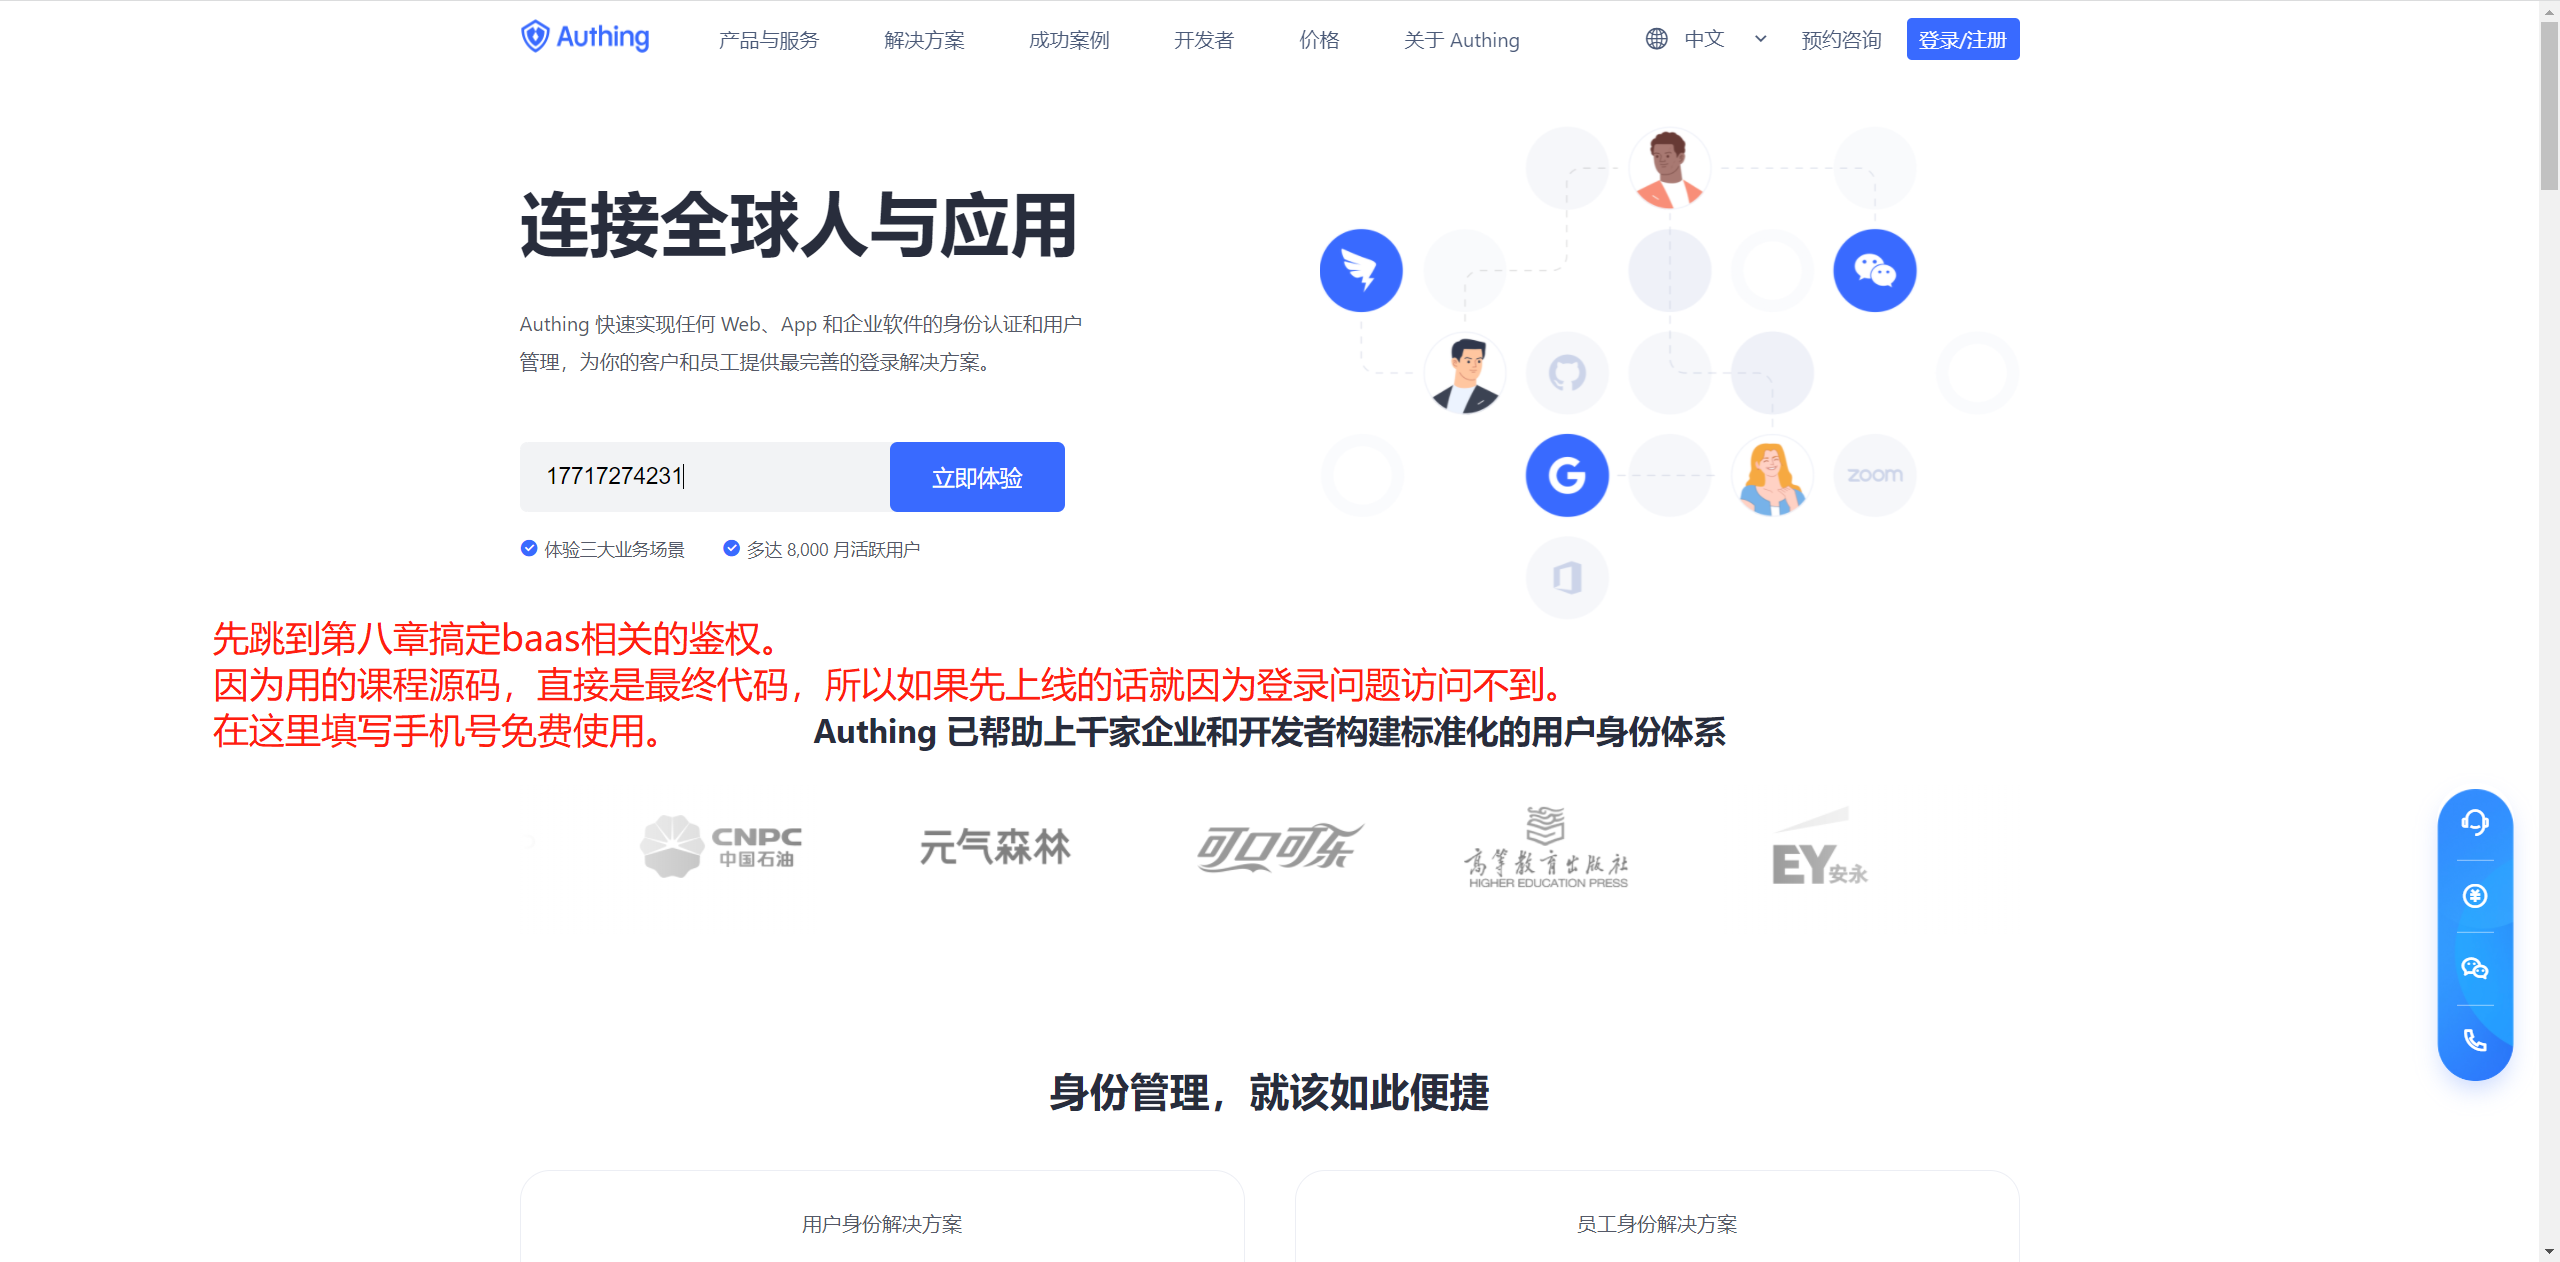 Authing 产品与服务 解决方案 成功案例 开发者 价格 关于 Authing 中文 预约咨询 登录/注册
连接全球人与应用
Authing 快速实现任何 Web、App 和企业软件的身份认证和用户
管理，为你的客户和员工提供最完善的登录解决方案。
17717274231 立即体验
体验三大业务场景 多达 8,000 月活跃用户
G
zoom
先跳到第八章搞定baas相关的鉴权。
因为用的课程源码，直接是最终代码，所以如果先上线的话就因为登录问题访问不到。
在这里填写手机号免费使用。
Authing 已帮助上千家企业和开发者构建标准化的用户身份体系
CNPC
中国石油
元气森林
可口可乐
高等教育出版社
HIGHER EDUCATION PRESS
EY安永
身份管理，就该如此便捷
用户身份解决方案 员工身份解决方案